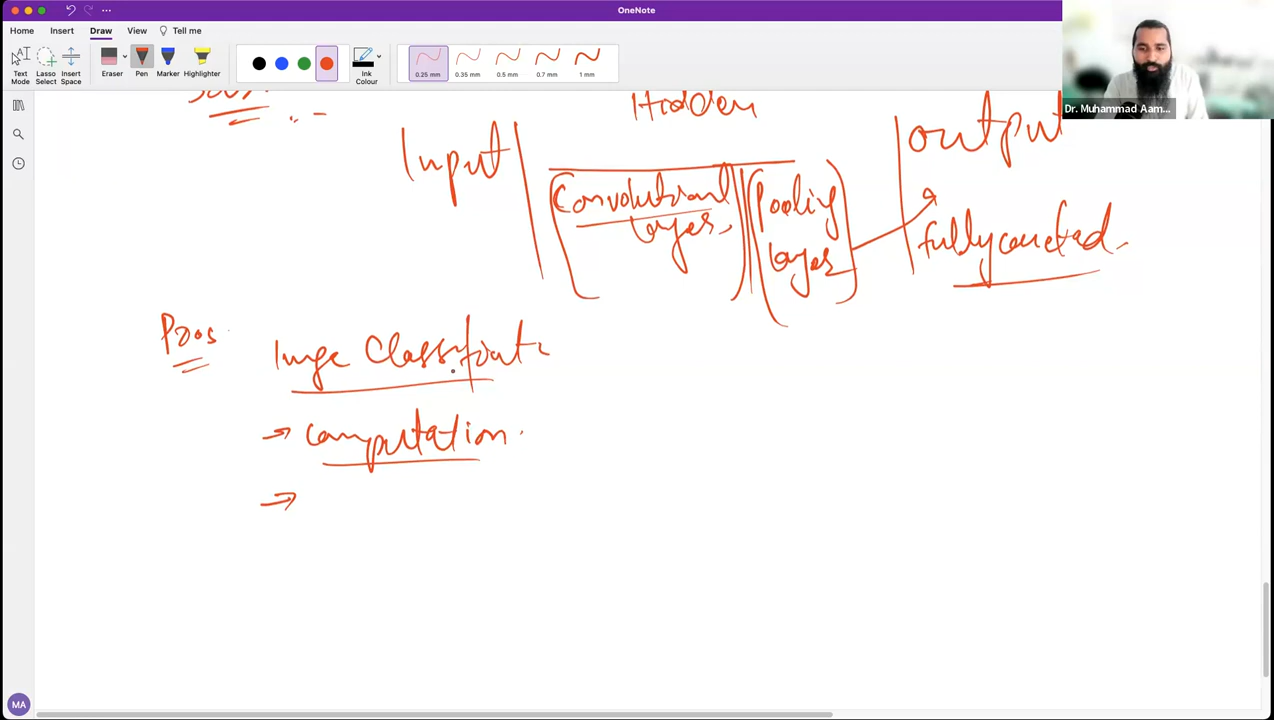 OneNote
Home Insert Draw View Tell me
Text Mode
Lasso Select
Insert Space
Eraser
Pen
Marker
Highlighter
Ink Colour
0.25 mm
0.35 mm
0.5 mm
0.7 mm
1 mm
Dr. Muhammad Aam...
Hidden
Input
output
Convolutional
layers,
Pooling
layers
fully
Pros
Image
→ computation.
→
MA